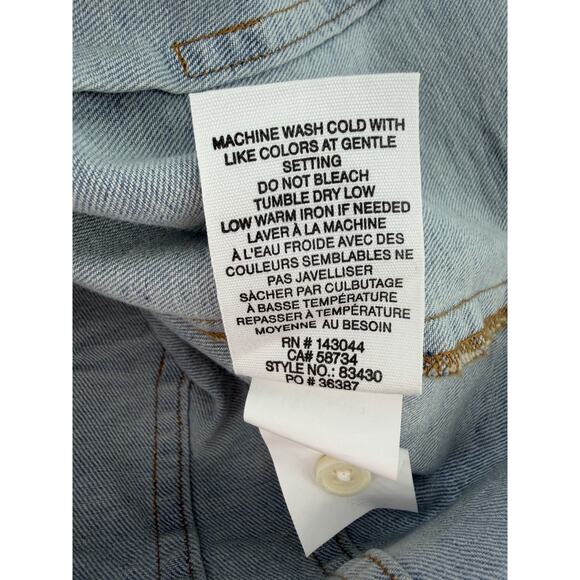 MACHINE WASH COLD WITH
LIKE COLORS AT GENTLE
SETTING
DO NOT BLEACH
TUMBLE DRY LOW
LOW WARM IRON IF NEEDED
LAVER À LA MACHINE
À L'EAU FROIDE AVEC DES
COULEURS SEMBLABLES NE
PAS JAVELLISER
SÀCHER PAR CULBUTAGE
À BASSE TEMPÉRATURE
REPASSER À TEMPÉRATURE
MOYENNE AU BESOIN
RN # 143044
CA# 58734
STYLE NO.: 83430
PO # 36387